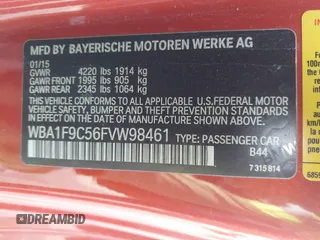 MFD BY BAYERISCHE MOTOREN WERKE AG
01/15
GVWR 4220 lbs 1914 kg
GAWR FRONT 1995 lbs 905 kg
GAWR REAR 2345 lbs 1064 kg
THIS VEHICLE CONFORMS TO ALL APPLICABLE
U.S. FEDERAL MOTOR VEHICLE SAFETY,
BUMPER, AND THEFT PREVENTION STANDARDS
IN EFFECT ON THE DATE OF
MANUFACTURE SHOWN ABOVE.
WBA1F9C56FVW98461 TYPE: PASSENGER CAR
B44
7 315 914
DREAMBID